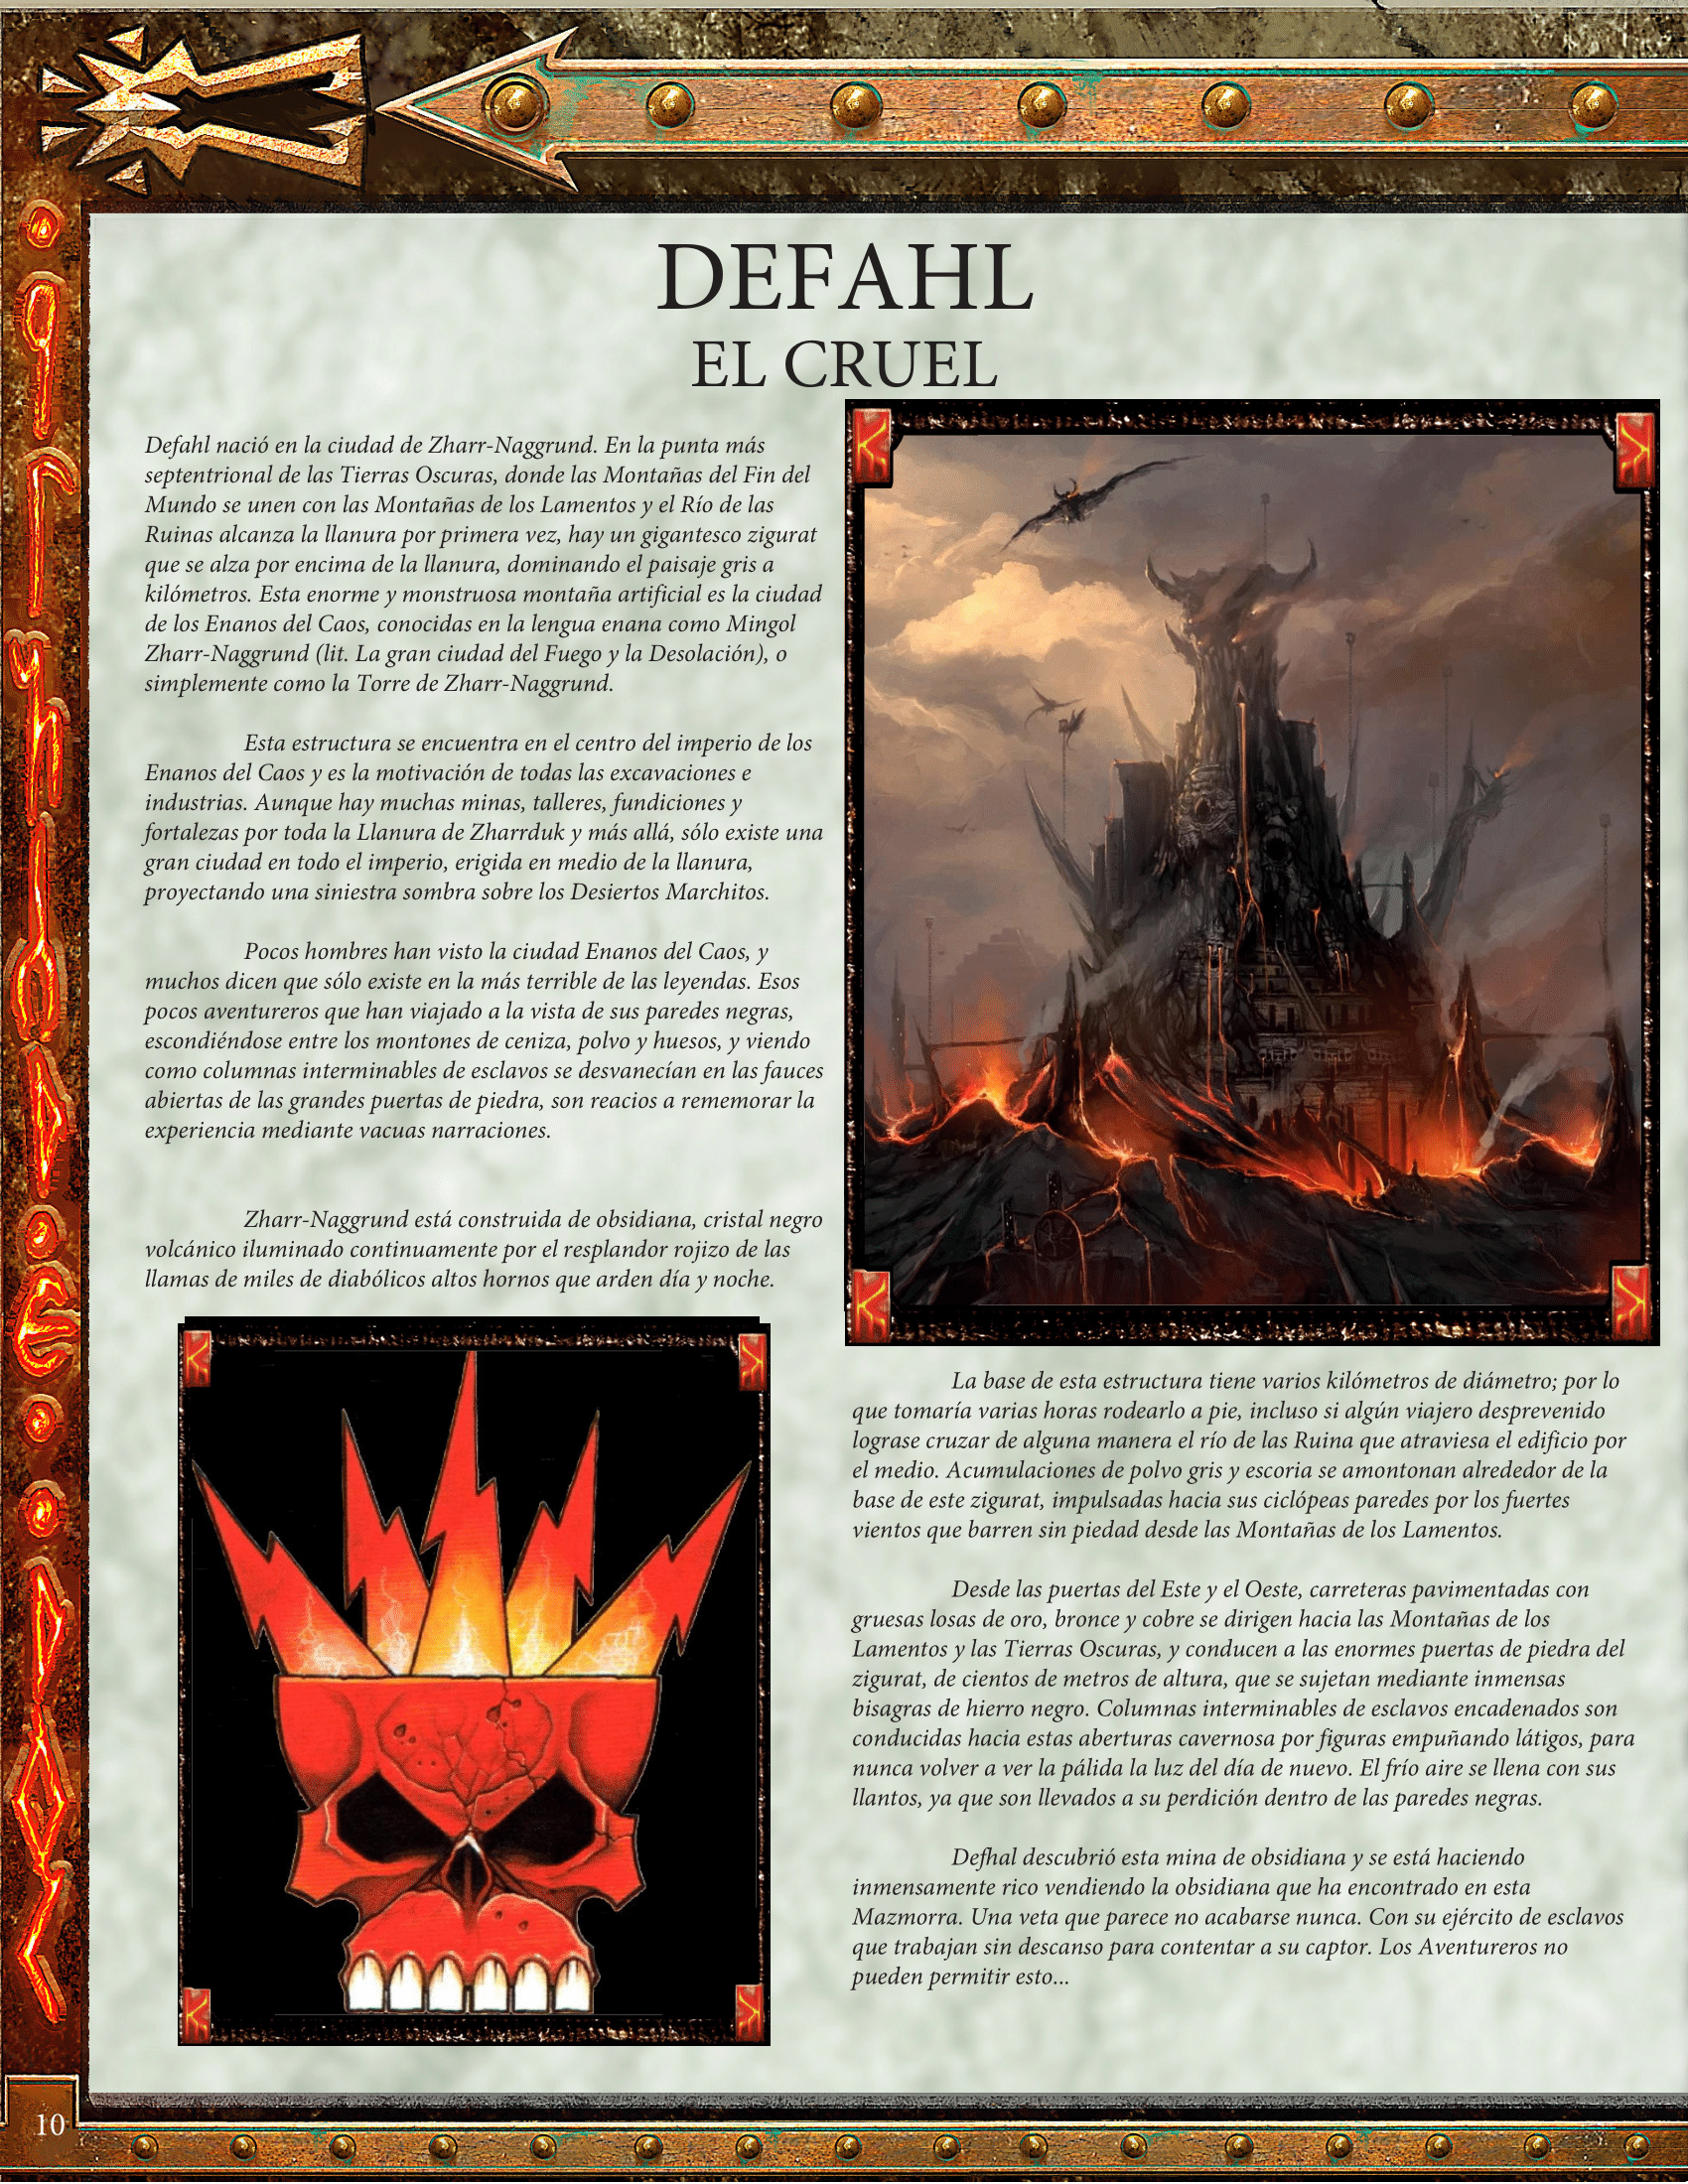 DEFAHL
EL CRUEL
Defahl nació en la ciudad de Zharr-Naggrund. En la punta más
septentrional de las Tierras Oscuras, donde las Montañas del Fin del
Mundo se unen con las Montañas de los Lamentos y el Río de las
Ruinas alcanza la llanura por primera vez, hay un gigantesco zigurat
que se alza por encima de la llanura, dominando el paisaje gris a
kilómetros. Esta enorme y monstruosa montaña artificial es la ciudad
de los Enanos del Caos, conocidas en la lengua enana como Mingol
Zharr-Naggrund (lit. La gran ciudad del Fuego y la Desolación), o
simplemente como la Torre de Zharr-Naggrund.
Esta estructura se encuentra en el centro del imperio de los
Enanos del Caos y es la motivación de todas las excavaciones e
industrias. Aunque hay muchas minas, talleres, fundiciones y
fortalezas por toda la Llanura de Zharrduk y más allá, sólo existe una
gran ciudad en todo el imperio, erigida en medio de la llanura,
proyectando una siniestra sombra sobre los Desiertos Marchitos.
Pocos hombres han visto la ciudad Enanos del Caos, y
muchos dicen que sólo existe en la más terrible de las leyendas. Esos
pocos aventureros que han viajado a la vista de sus paredes negras,
escondiéndose entre los montones de ceniza, polvo y huesos, y viendo
como columnas interminables de esclavos se desvanecían en las fauces
abiertas de las grandes puertas de piedra, son reacios a rememorar la
experiencia mediante vacuas narraciones.
Zharr-Naggrund está construida de obsidiana, cristal negro
volcánico iluminado continuamente por el resplandor rojizo de las
llamas de miles de diabólicos altos hornos que arden día y noche.
La base de esta estructura tiene varios kilómetros de diámetro; por lo
que tomaría varias horas rodearlo a pie, incluso si algún viajero desprevenido
lograse cruzar de alguna manera el río de las Ruina que atraviesa el edificio por
el medio. Acumulaciones de polvo gris y escoria se amontonan alrededor de la
base de este zigurat, impulsadas hacia sus ciclópeas paredes por los fuertes
vientos que barren sin piedad desde las Montañas de los Lamentos.
Desde las puertas del Este y el Oeste, carreteras pavimentadas con
gruesas losas de oro, bronce y cobre se dirigen hacia las Montañas de los
Lamentos y las Tierras Oscuras, y conducen a las enormes puertas de piedra del
zigurat, de cientos de metros de altura, que se sujetan mediante inmensas
bisagras de hierro negro. Columnas interminables de esclavos encadenados son
conducidas hacia estas aberturas cavernosa por figuras empuñando látigos, para
nunca volver a ver la pálida la luz del día de nuevo. El frío aire se llena con sus
llantos, ya que son llevados a su perdición dentro de las paredes negras.
Defhal descubrió esta mina de obsidiana y se está haciendo
inmensamente rico vendiendo la obsidiana que ha encontrado en esta
Mazmorra. Una veta que parece no acabarse nunca. Con su ejército de esclavos
que trabajan sin descanso para contentar a su captor. Los Aventureros no
pueden permitir esto...
10